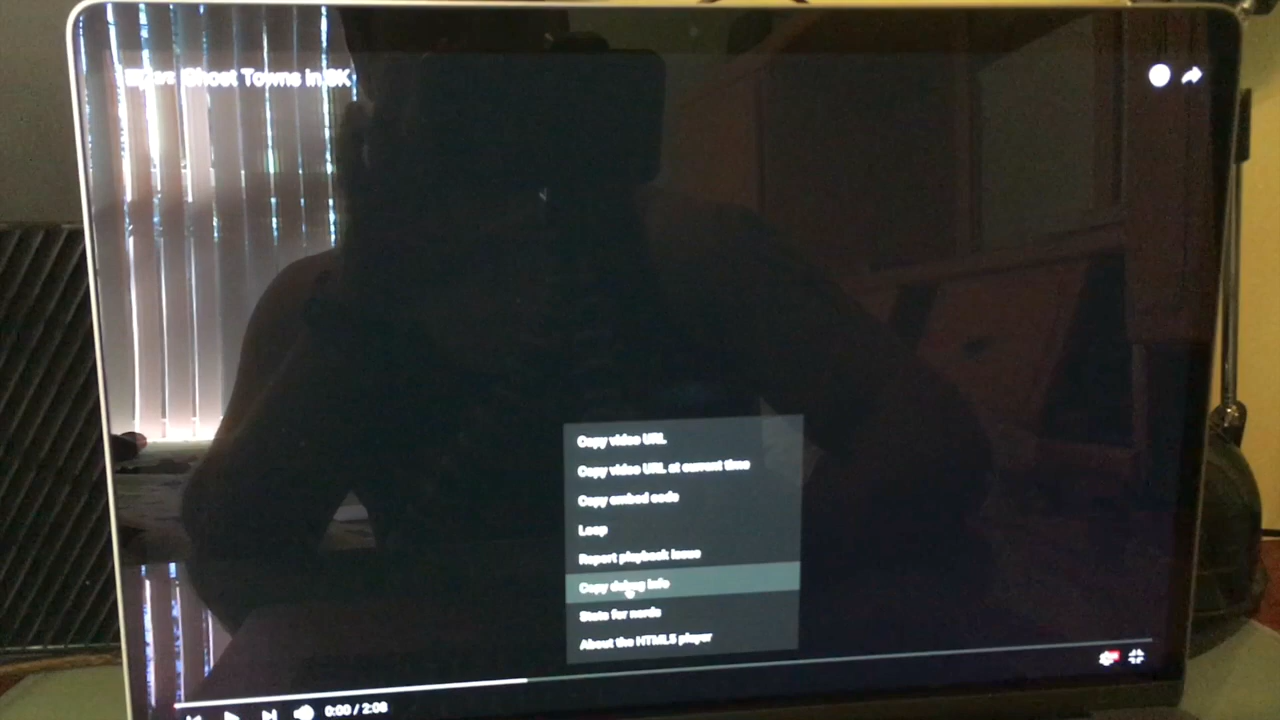 Ghost Towns in 8K
Copy video URL
Copy video URL at current time
Copy embed code
Loop
Report playback issue
Copy debug info
Stats for nerds
About the HTML5 player
0:00 / 2:08